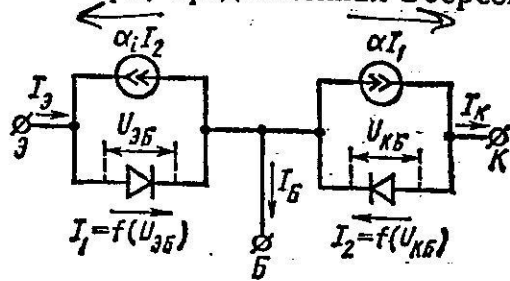 αᵢI₂ αI₁
I_Э U_ЭБ U_КБ I_К
Э I_Б К
I₁=f(U_ЭБ) Б I₂=f(U_КБ)